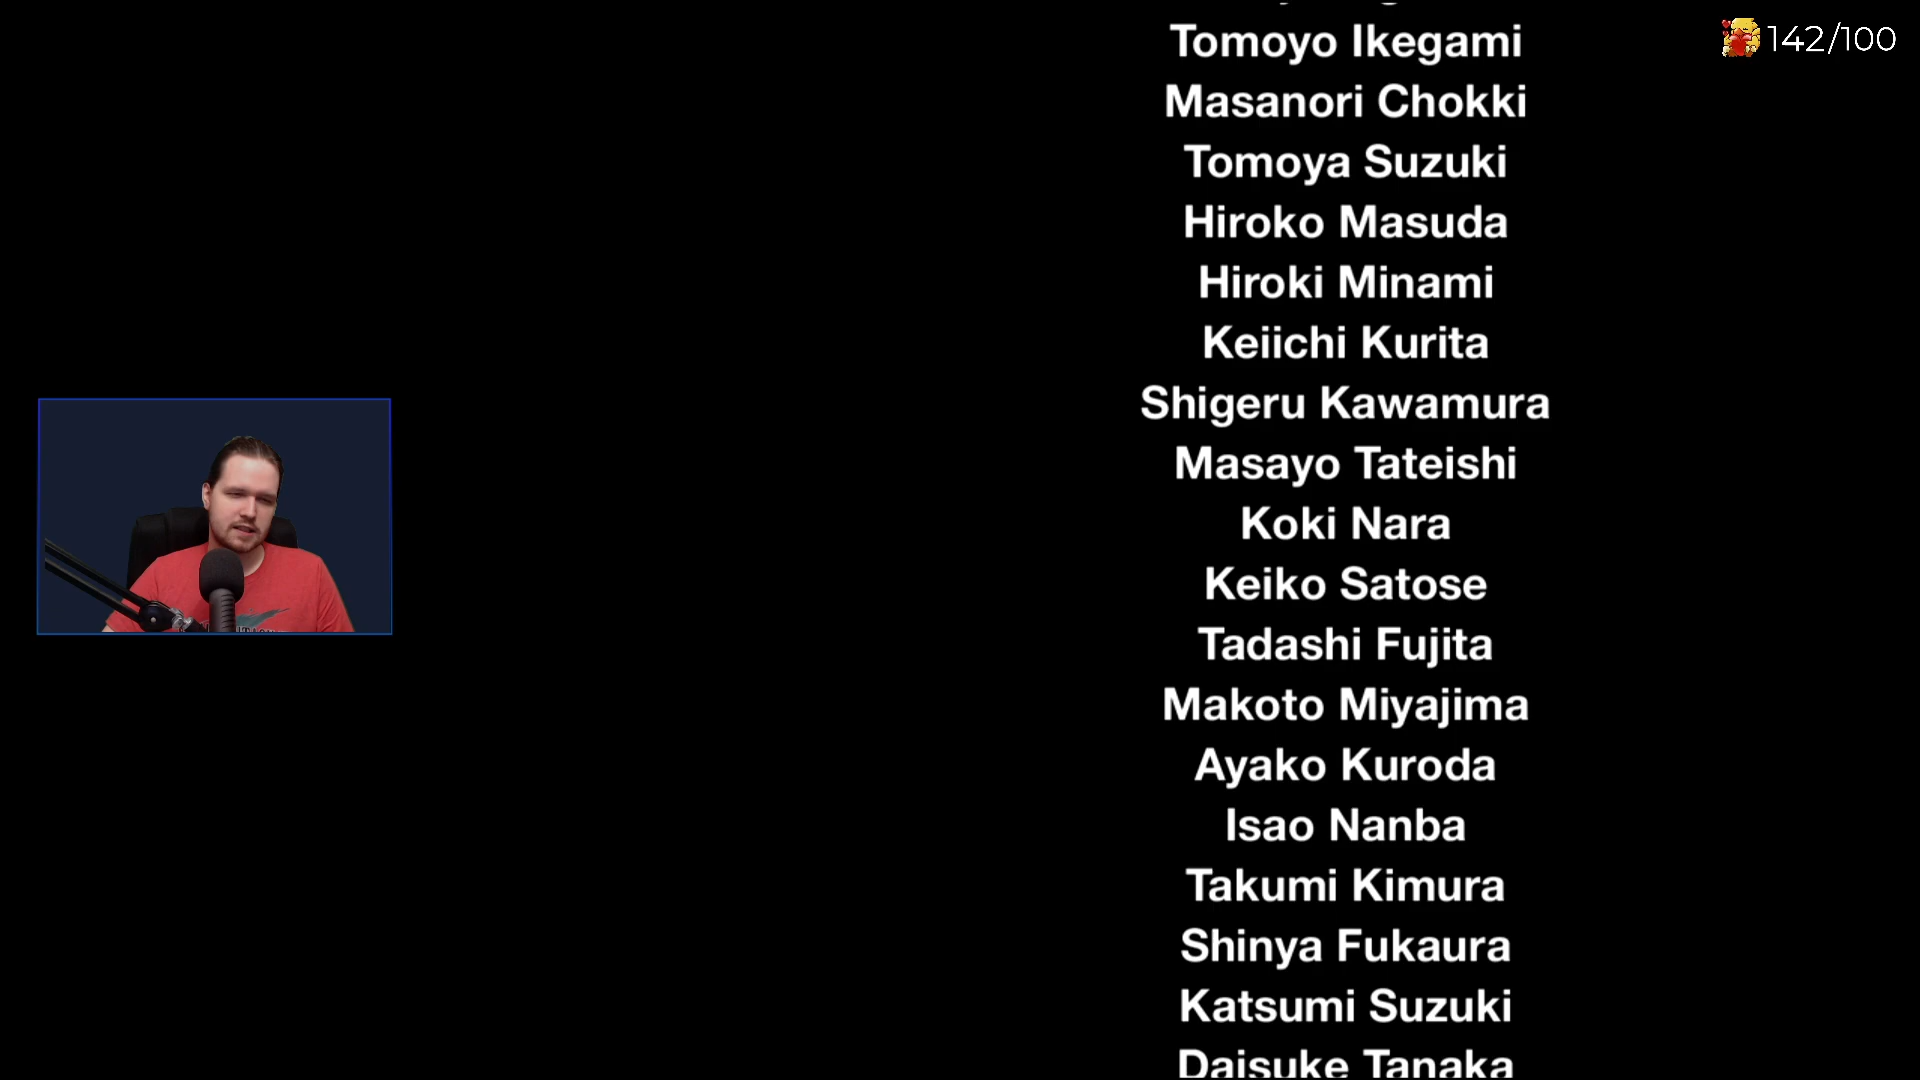 142/100
Tomoyo Ikegami
Masanori Chokki
Tomoya Suzuki
Hiroko Masuda
Hiroki Minami
Keiichi Kurita
Shigeru Kawamura
Masayo Tateishi
Koki Nara
Keiko Satose
Tadashi Fujita
Makoto Miyajima
Ayako Kuroda
Isao Nanba
Takumi Kimura
Shinya Fukaura
Katsumi Suzuki
Daisuke Tanaka